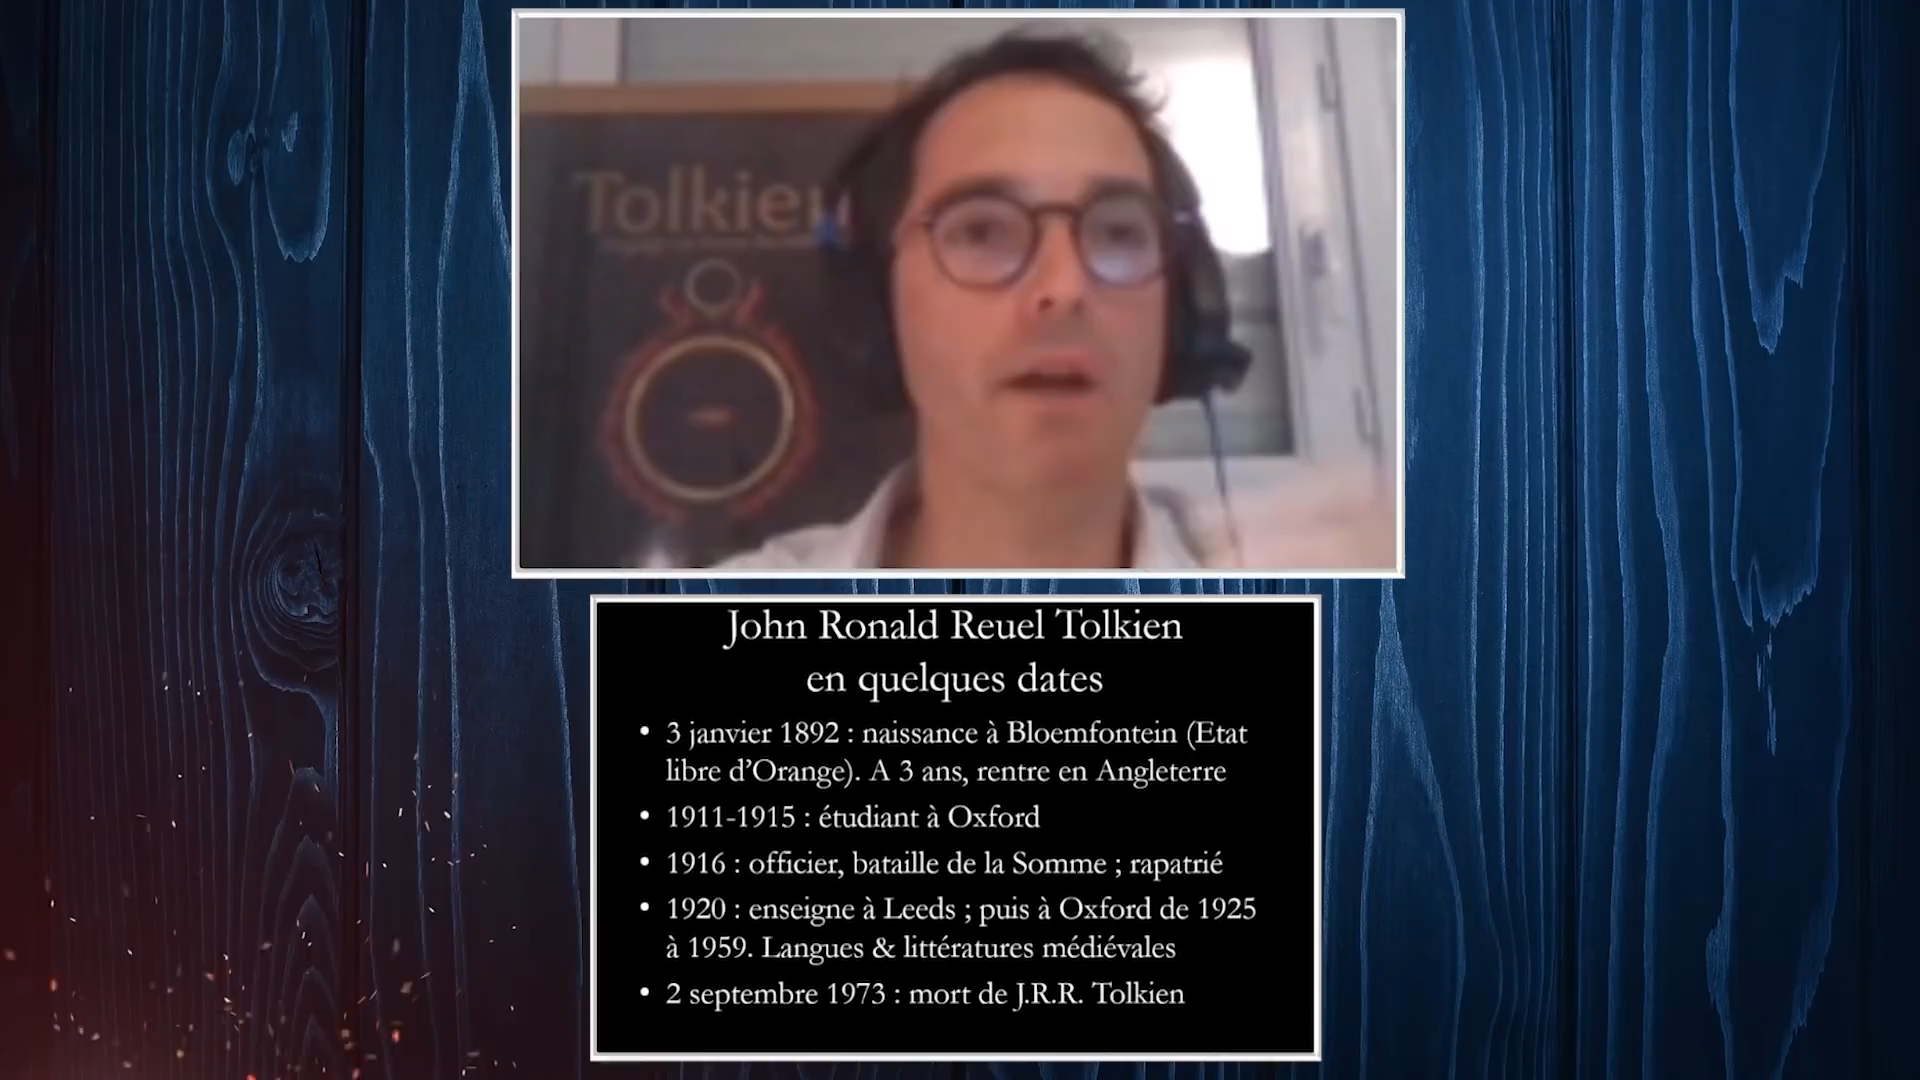 Tolkien
John Ronald Reuel Tolkien
en quelques dates
• 3 janvier 1892 : naissance à Bloemfontein (Etat
libre d’Orange). A 3 ans, rentre en Angleterre
• 1911-1915 : étudiant à Oxford
• 1916 : officier, bataille de la Somme ; rapatrié
• 1920 : enseigne à Leeds ; puis à Oxford de 1925
à 1959. Langues & littératures médiévales
• 2 septembre 1973 : mort de J.R.R. Tolkien